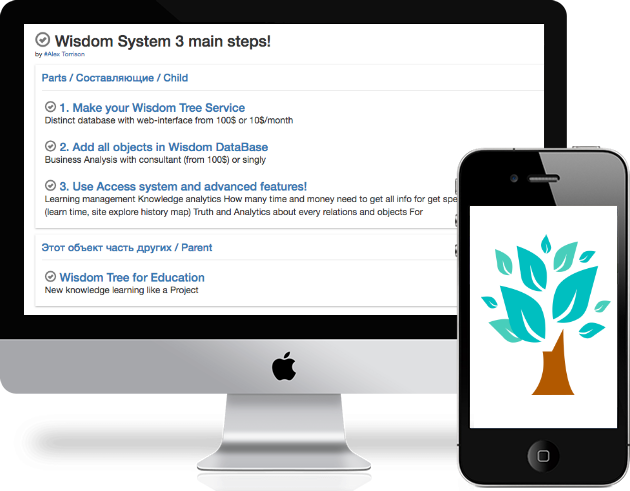 Wisdom System 3 main steps!
by #Alex Torrison
Parts / Составляющие / Child
1. Make your Wisdom Tree Service
Distinct database with web-interface from 100$ or 10$/month
2. Add all objects in Wisdom DataBase
Business Analysis with consultant (from 100$) or singly
3. Use Access system and advanced features!
Learning management Knowledge analytics How many time and money need to get all info for get spe
(learn time, site explore history map) Truth and Analytics about every relations and objects For
Этот объект часть других / Parent
Wisdom Tree for Education
New knowledge learning like a Project